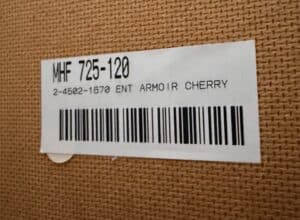 MHF 725-120
2-4502-1670 ENT ARMOIR CHERRY